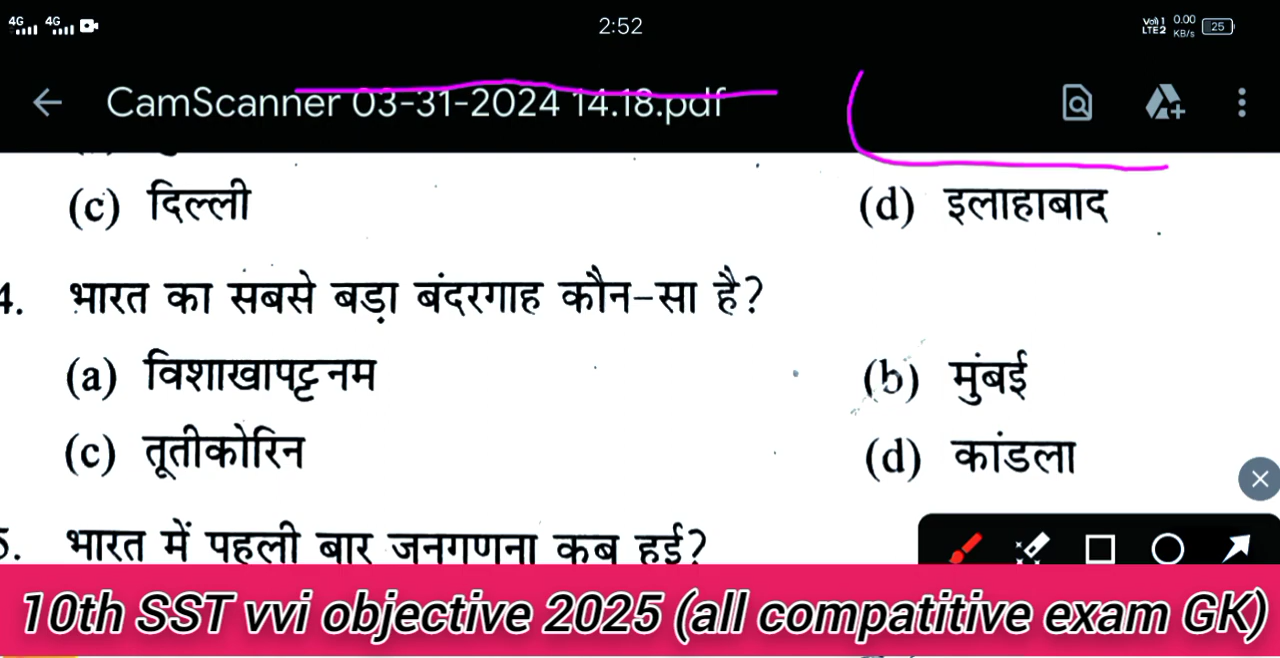 4G 4G 2:52 Vo)) 1 LTE2 0.00 KB/s 25
CamScanner 03-31-2024 14.18.pdf
(c) दिल्ली (d) इलाहाबाद
4. भारत का सबसे बड़ा बंदरगाह कौन-सा है?
(a) विशाखापट्टनम (b) मुंबई
(c) तूतीकोरिन (d) कांडला
5. भारत में पहली बार जनगणना कब हुई?
10th SST vvi objective 2025 (all compatitive exam GK)